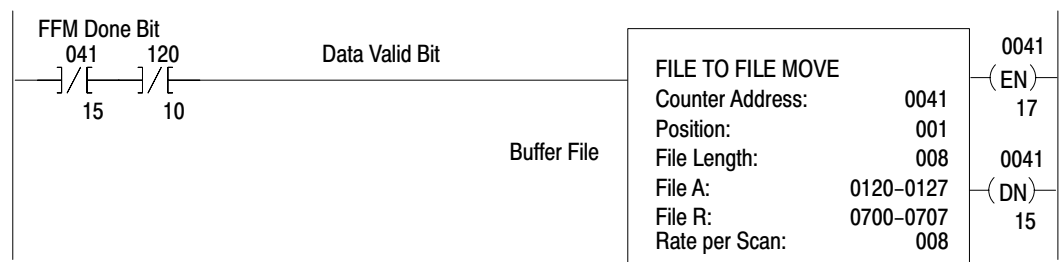 FFM Done Bit
041 120
15 10
Data Valid Bit
Buffer File
FILE TO FILE MOVE
Counter Address: 0041
Position: 001
File Length: 008
File A: 0120–0127
File R: 0700–0707
Rate per Scan: 008
0041
EN
17
0041
DN
15